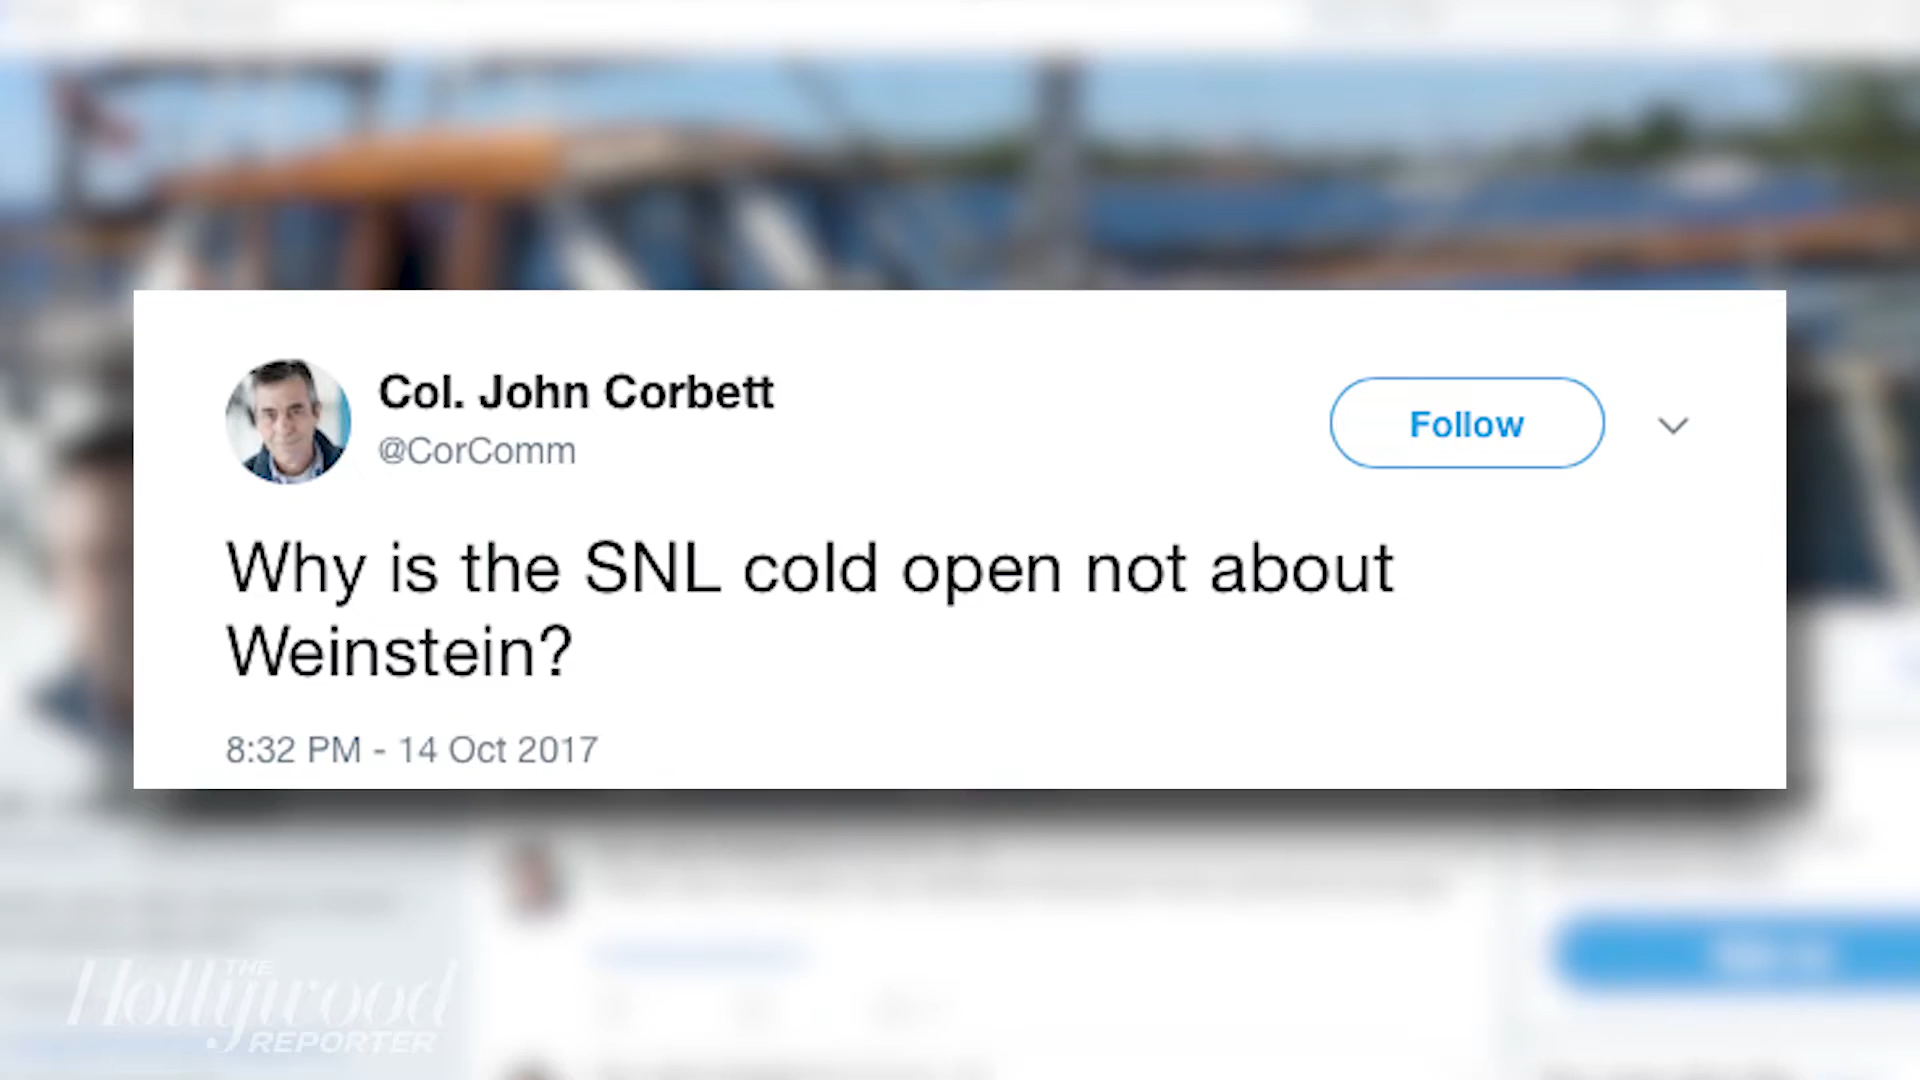 Col. John Corbett
@CorComm
Follow
Why is the SNL cold open not about
Weinstein?
8:32 PM - 14 Oct 2017
THE
Hollywood
REPORTER